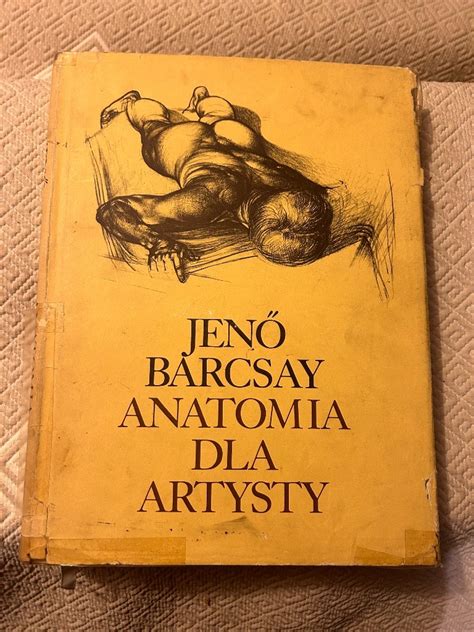 JENŐ
BARCSAY
ANATOMIA
DLA
ARTYSTY